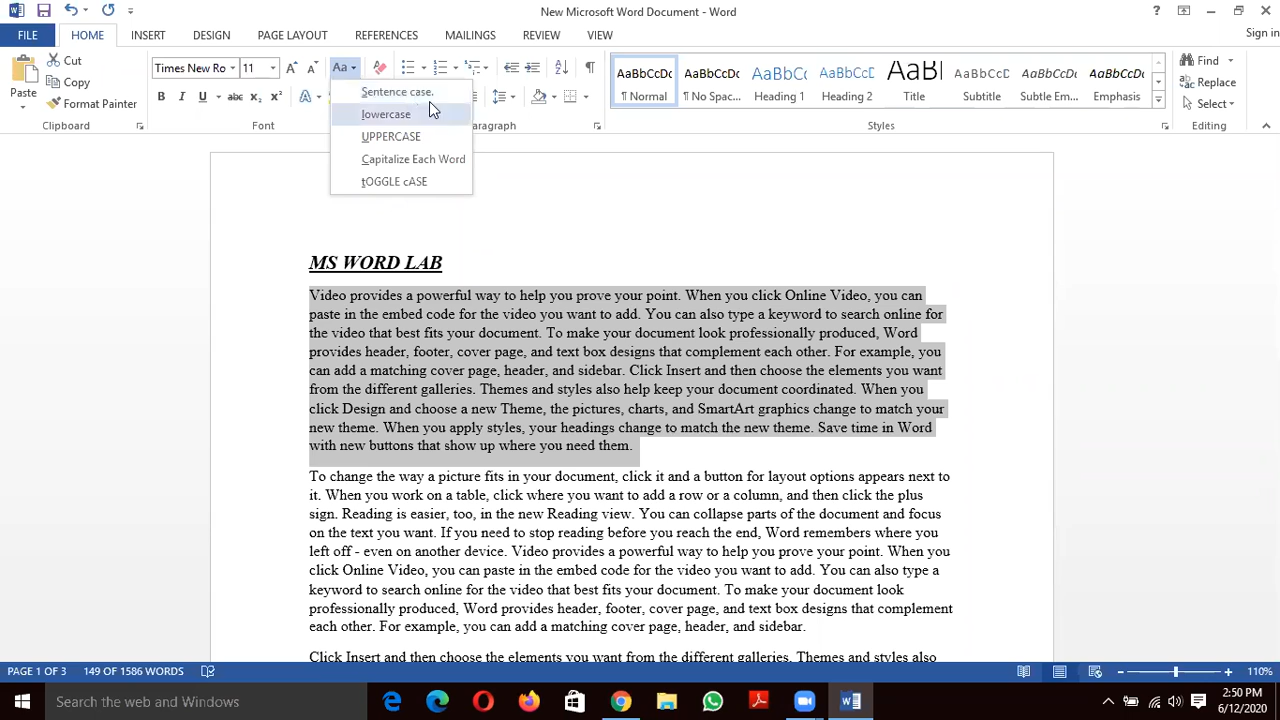 New Microsoft Word Document - Word
?
FILE HOME INSERT DESIGN PAGE LAYOUT REFERENCES MAILINGS REVIEW VIEW Sign in
Paste
Cut
Copy
Format Painter
Clipboard
Times New Ro 11 Aa
B I U abc x₂ A
Font
Sentence case.
lowercase
UPPERCASE
Capitalize Each Word
tOGGLE cASE
aragraph
AaBbCcDc AaBbCcDc AaBbCc AaBbCcD AaBl AaBbCcD AaBbCcDc AaBbCcDc
¶ Normal ¶ No Spac... Heading 1 Heading 2 Title Subtitle Subtle Em... Emphasis
Styles
Find
Replace
Select
Editing
MS WORD LAB
Video provides a powerful way to help you prove your point. When you click Online Video, you can
paste in the embed code for the video you want to add. You can also type a keyword to search online for
the video that best fits your document. To make your document look professionally produced, Word
provides header, footer, cover page, and text box designs that complement each other. For example, you
can add a matching cover page, header, and sidebar. Click Insert and then choose the elements you want
from the different galleries. Themes and styles also help keep your document coordinated. When you
click Design and choose a new Theme, the pictures, charts, and SmartArt graphics change to match your
new theme. When you apply styles, your headings change to match the new theme. Save time in Word
with new buttons that show up where you need them.
To change the way a picture fits in your document, click it and a button for layout options appears next to
it. When you work on a table, click where you want to add a row or a column, and then click the plus
sign. Reading is easier, too, in the new Reading view. You can collapse parts of the document and focus
on the text you want. If you need to stop reading before you reach the end, Word remembers where you
left off - even on another device. Video provides a powerful way to help you prove your point. When you
click Online Video, you can paste in the embed code for the video you want to add. You can also type a
keyword to search online for the video that best fits your document. To make your document look
professionally produced, Word provides header, footer, cover page, and text box designs that complement
each other. For example, you can add a matching cover page, header, and sidebar.
Click Insert and then choose the elements you want from the different galleries. Themes and styles also
PAGE 1 OF 3 149 OF 1586 WORDS 110%
Search the web and Windows
2:50 PM
6/12/2020